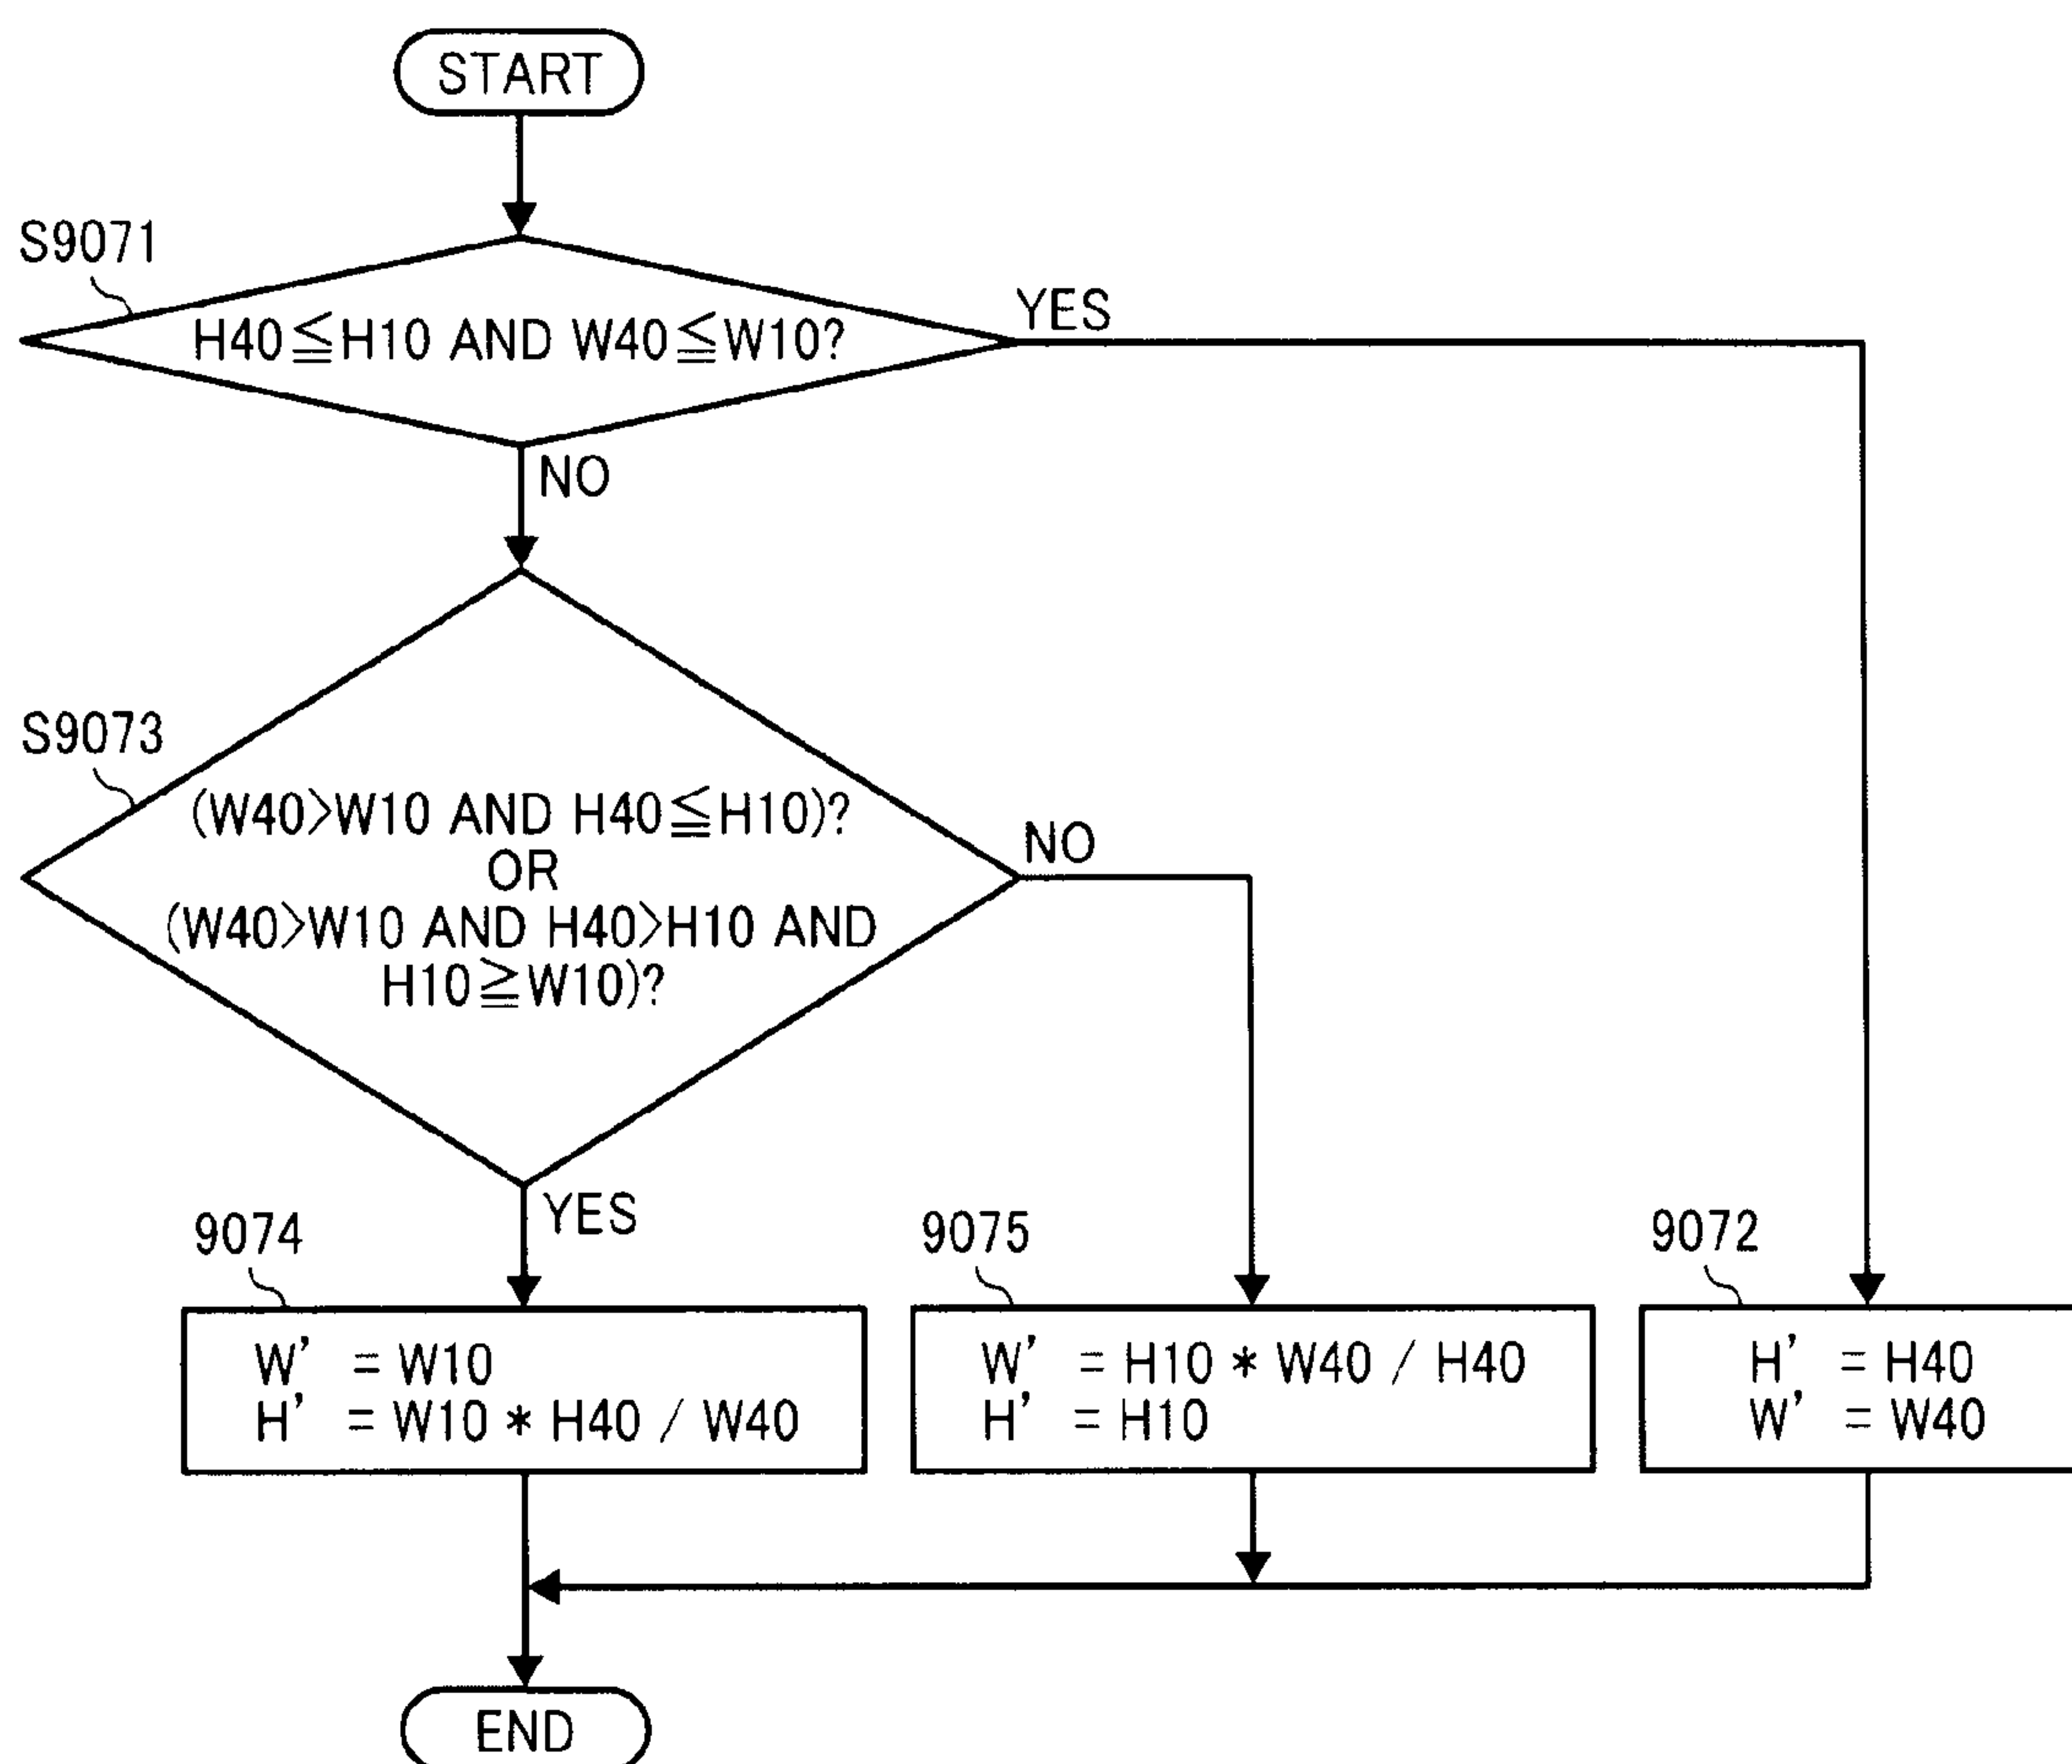 START
S9071
H40≦H10 AND W40≦W10?
YES
NO
S9073
(W40>W10 AND H40≦H10)?
OR
(W40>W10 AND H40>H10 AND
H10≧W10)?
NO
YES
9074
W' = W10
H' = W10 * H40 / W40
9075
W' = H10 * W40 / H40
H' = H10
9072
H' = H40
W' = W40
END